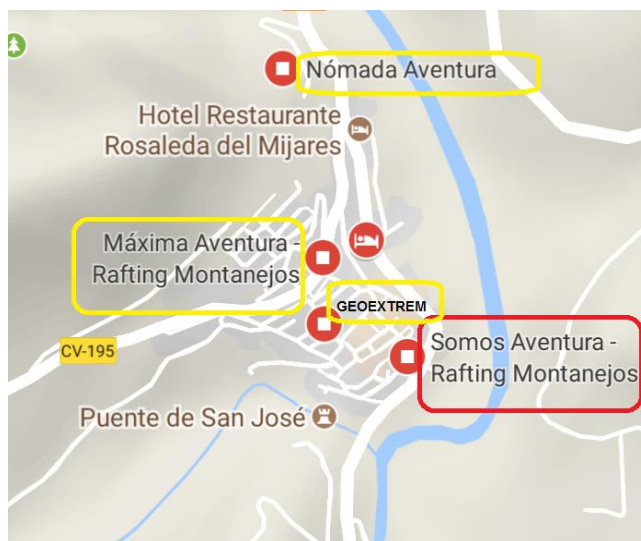 Nómada Aventura
Hotel Restaurante
Rosaleda del Mijares
Máxima Aventura -
Rafting Montanejos
GEOEXTREM
Somos Aventura -
Rafting Montanejos
CV-195
Puente de San José